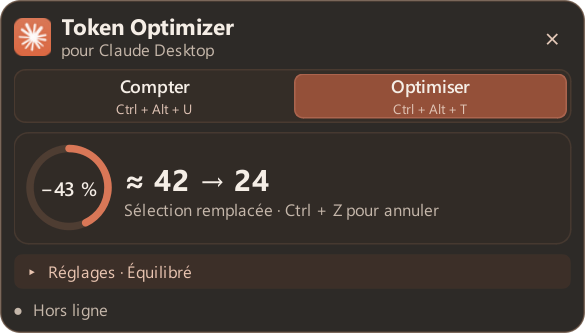 Token Optimizer
pour Claude Desktop
×
Compter
Ctrl + Alt + U
Optimiser
Ctrl + Alt + T
−43 %
≈ 42 → 24
Sélection remplacée · Ctrl + Z pour annuler
▸ Réglages · Équilibré
● Hors ligne